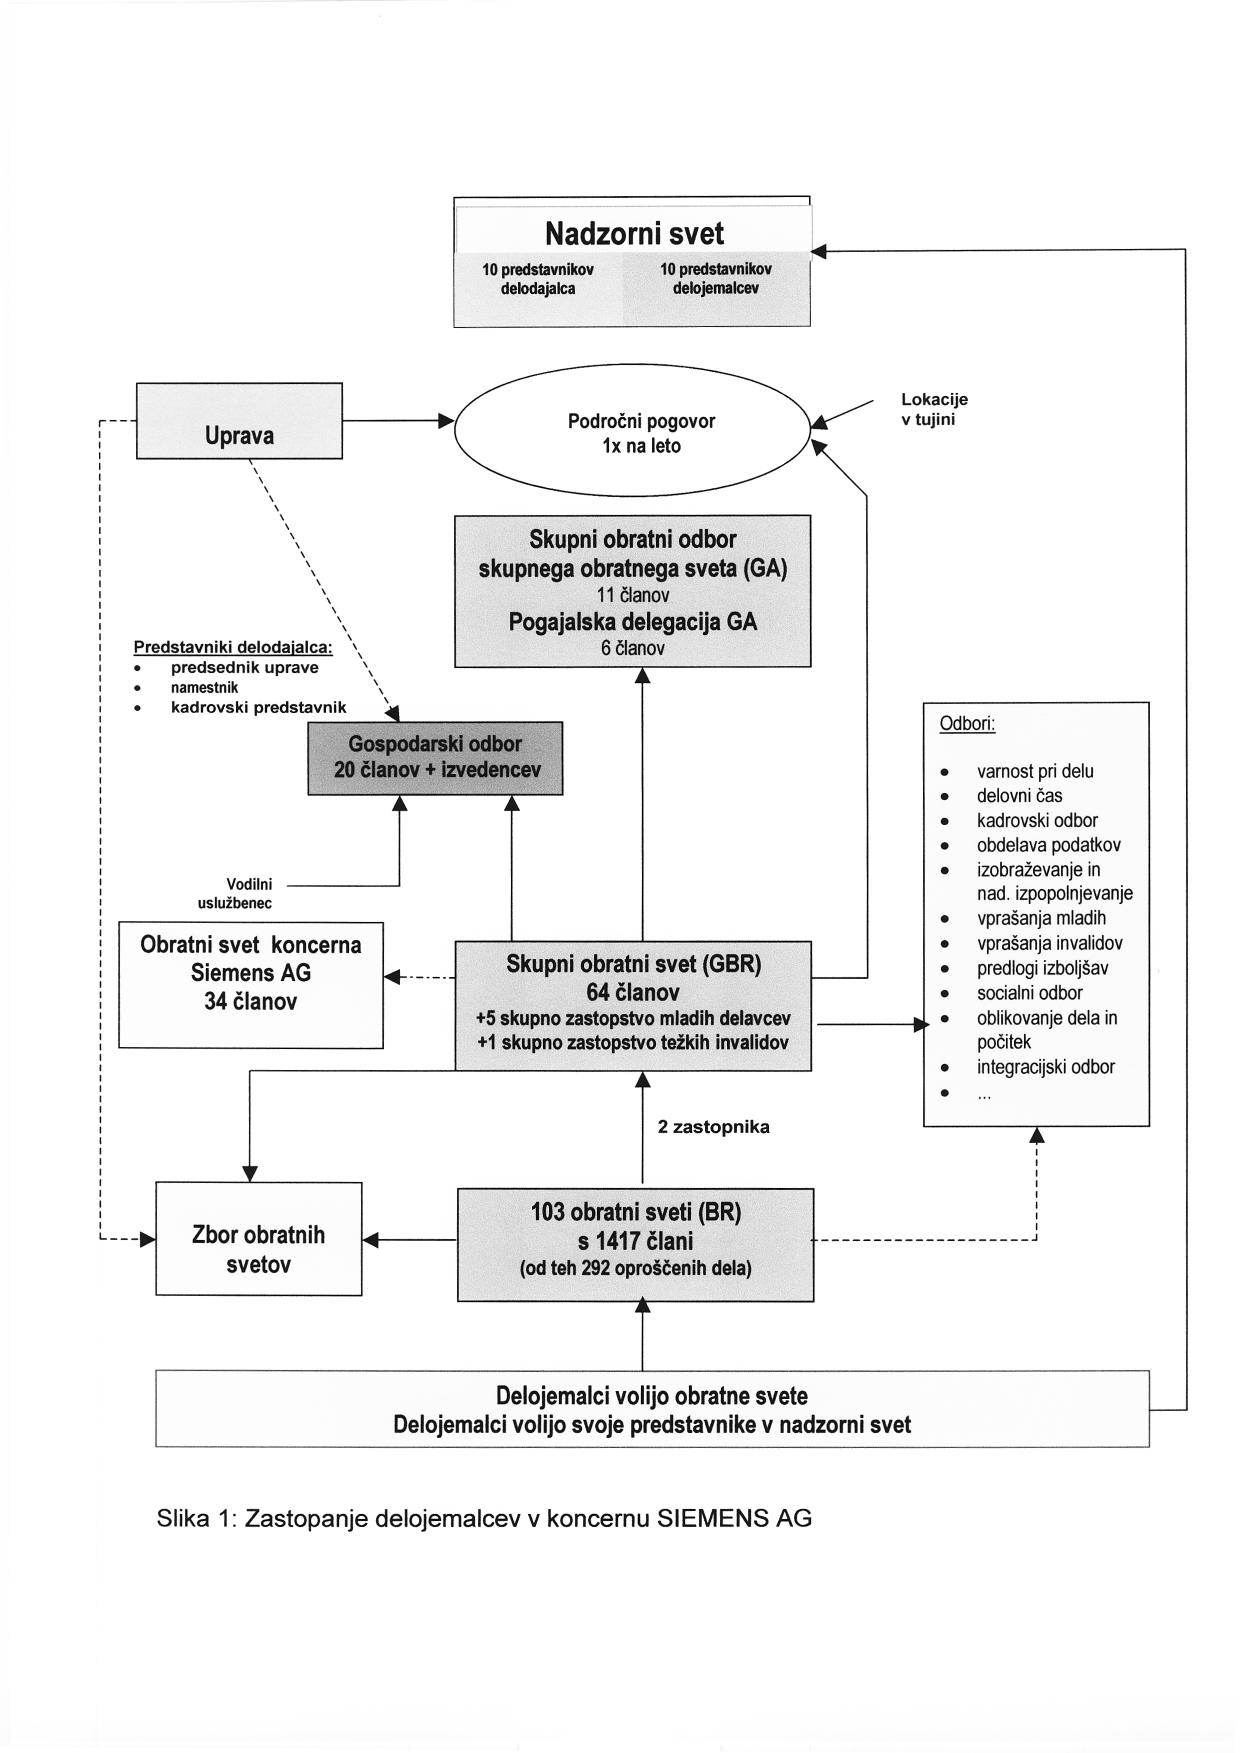 Nadzorni svet
10 predstavnikov
delodajalca
10 predstavnikov
delojemalcev
Uprava
Področni pogovor
1x na leto
Lokacije
v tujini
Skupni obratni odbor
skupnega obratnega sveta (GA)
11 članov
Pogajalska delegacija GA
6 članov
Predstavniki delodajalca:
• predsednik uprave
• namestnik
• kadrovski predstavnik
Gospodarski odbor
20 članov + izvedencev
Odbori:
• varnost pri delu
• delovni čas
• kadrovski odbor
• obdelava podatkov
• izobraževanje in
nad. izpopolnjevanje
• vprašanja mladih
• vprašanja invalidov
• predlogi izboljšav
• socialni odbor
• oblikovanje dela in
počitek
• integracijski odbor
• ...
Vodilni
uslužbenec
Obratni svet koncerna
Siemens AG
34 članov
Skupni obratni svet (GBR)
64 članov
+5 skupno zastopstvo mladih delavcev
+1 skupno zastopstvo težkih invalidov
2 zastopnika
Zbor obratnih
svetov
103 obratni sveti (BR)
s 1417 člani
(od teh 292 oproščenih dela)
Delojemalci volijo obratne svete
Delojemalci volijo svoje predstavnike v nadzorni svet
Slika 1: Zastopanje delojemalcev v koncernu SIEMENS AG